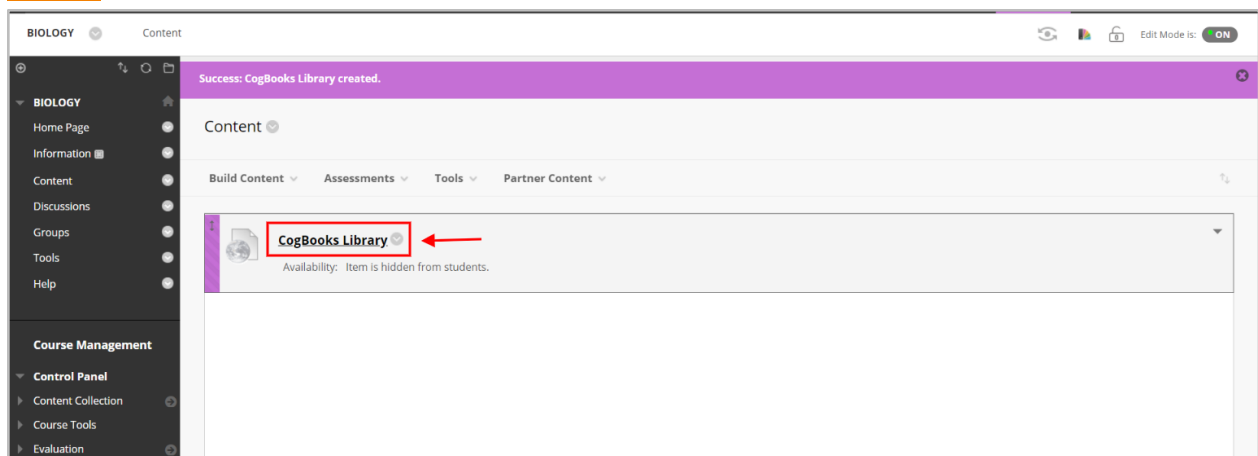 BIOLOGY Content Edit Mode is: ON
Success: CogBooks Library created.
BIOLOGY
Home Page
Information
Content
Discussions
Groups
Tools
Help
Course Management
Control Panel
Content Collection
Course Tools
Evaluation
Content
Build Content Assessments Tools Partner Content
CogBooks Library
Availability: Item is hidden from students.